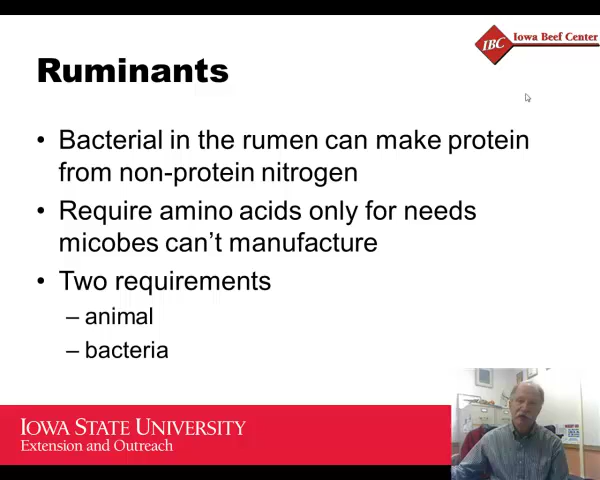 IBC Iowa Beef Center
Ruminants
• Bacterial in the rumen can make protein
from non-protein nitrogen
• Require amino acids only for needs
micobes can't manufacture
• Two requirements
– animal
– bacteria
IOWA STATE UNIVERSITY
Extension and Outreach